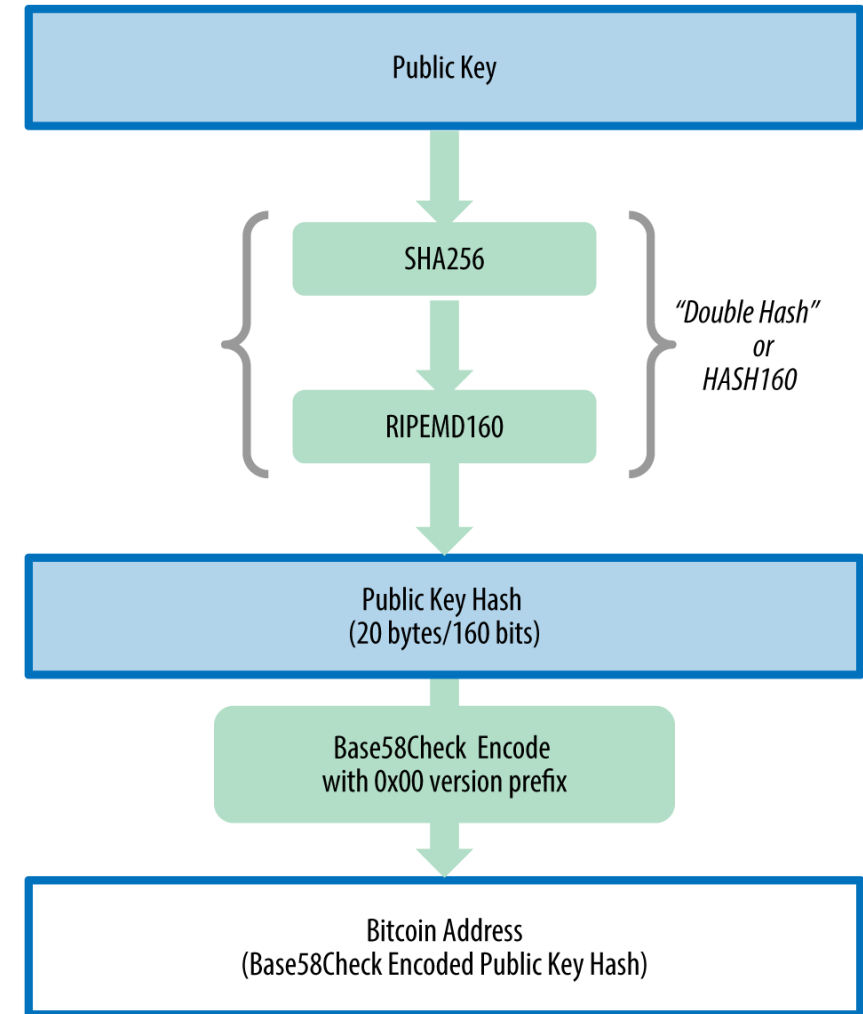 Public Key
SHA256
“Double Hash”
or
HASH160
RIPEMD160
Public Key Hash
(20 bytes/160 bits)
Base58Check Encode
with 0x00 version prefix
Bitcoin Address
(Base58Check Encoded Public Key Hash)